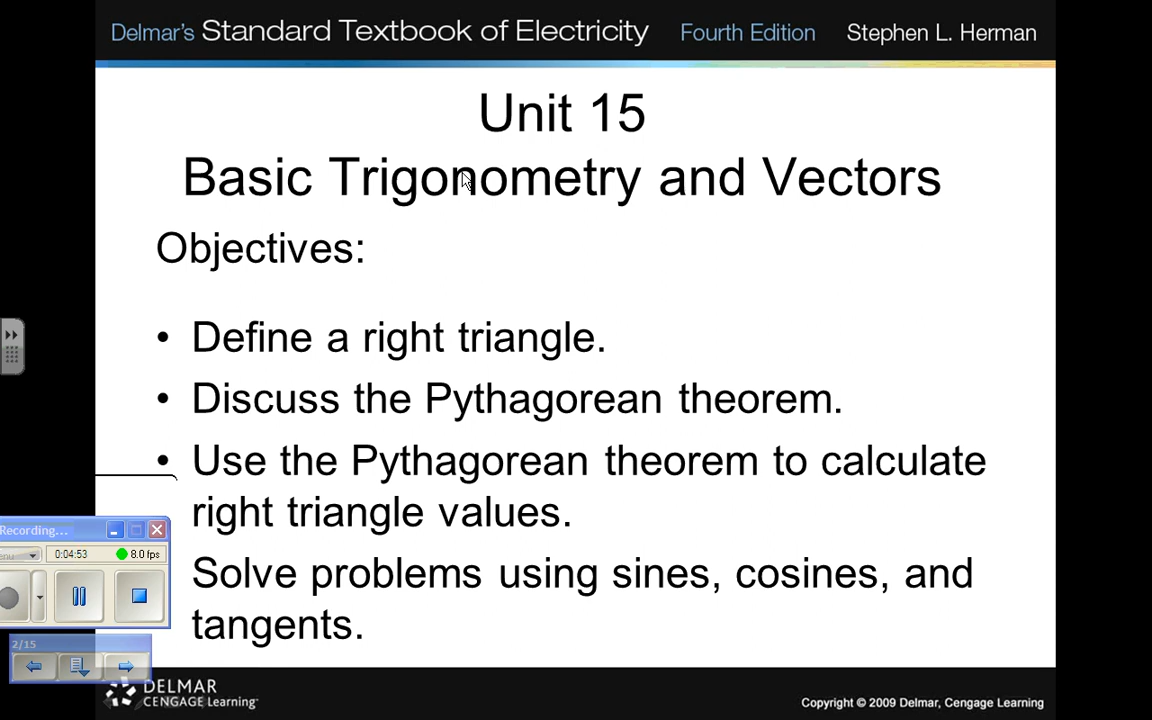 Delmar's Standard Textbook of Electricity Fourth Edition Stephen L. Herman
Unit 15
Basic Trigonometry and Vectors
Objectives:
• Define a right triangle.
• Discuss the Pythagorean theorem.
• Use the Pythagorean theorem to calculate
right triangle values.
Solve problems using sines, cosines, and
tangents.
Recording...
0:04:53 8.0 fps
2/15
DELMAR
CENGAGE Learning™
Copyright © 2009 Delmar, Cengage Learning